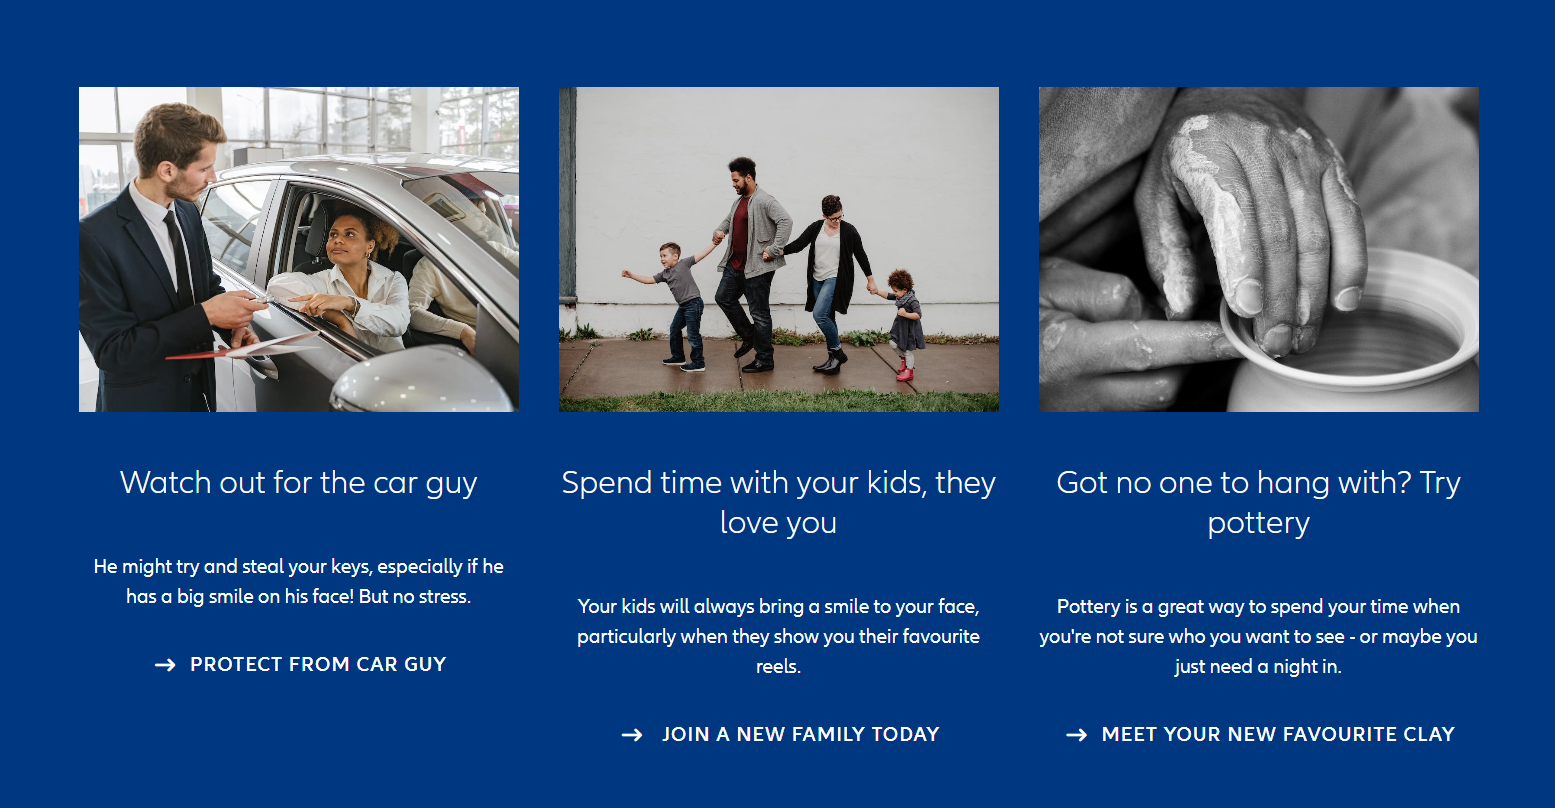 Watch out for the car guy
He might try and steal your keys, especially if he
has a big smile on his face! But no stress.
→ PROTECT FROM CAR GUY
Spend time with your kids, they
love you
Your kids will always bring a smile to your face,
particularly when they show you their favourite
reels.
→ JOIN A NEW FAMILY TODAY
Got no one to hang with? Try
pottery
Pottery is a great way to spend your time when
you're not sure who you want to see - or maybe you
just need a night in.
→ MEET YOUR NEW FAVOURITE CLAY